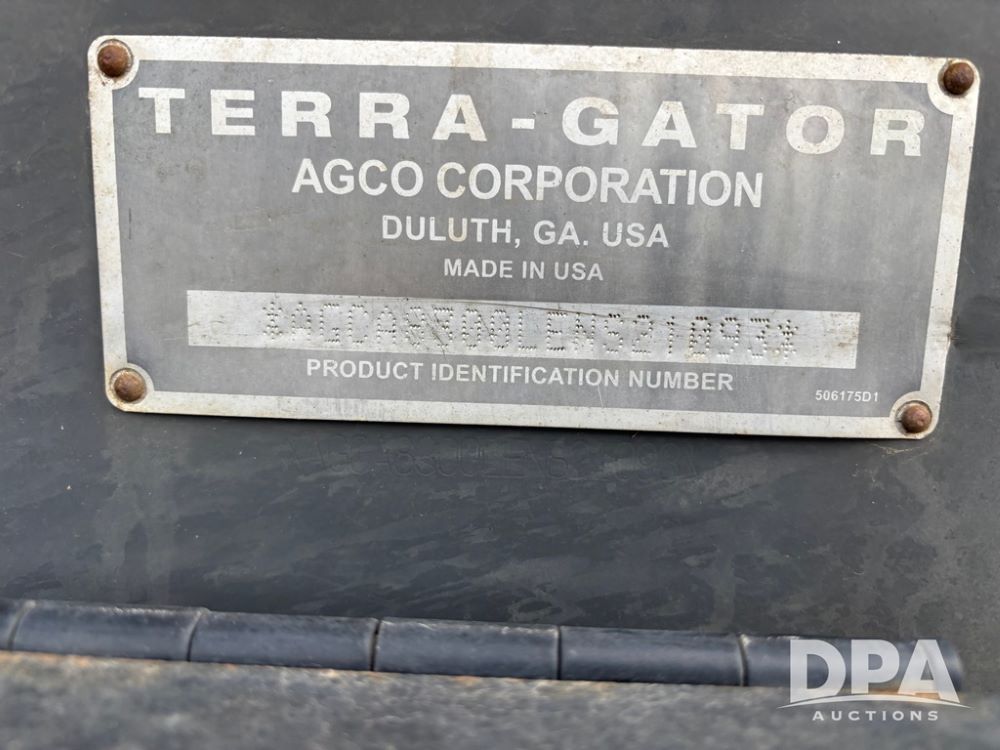 TERRA-GATOR
AGCO CORPORATION
DULUTH, GA. USA
MADE IN USA
*AGCA8300LENS21093*
PRODUCT IDENTIFICATION NUMBER
506175D1
DPA
AUCTIONS